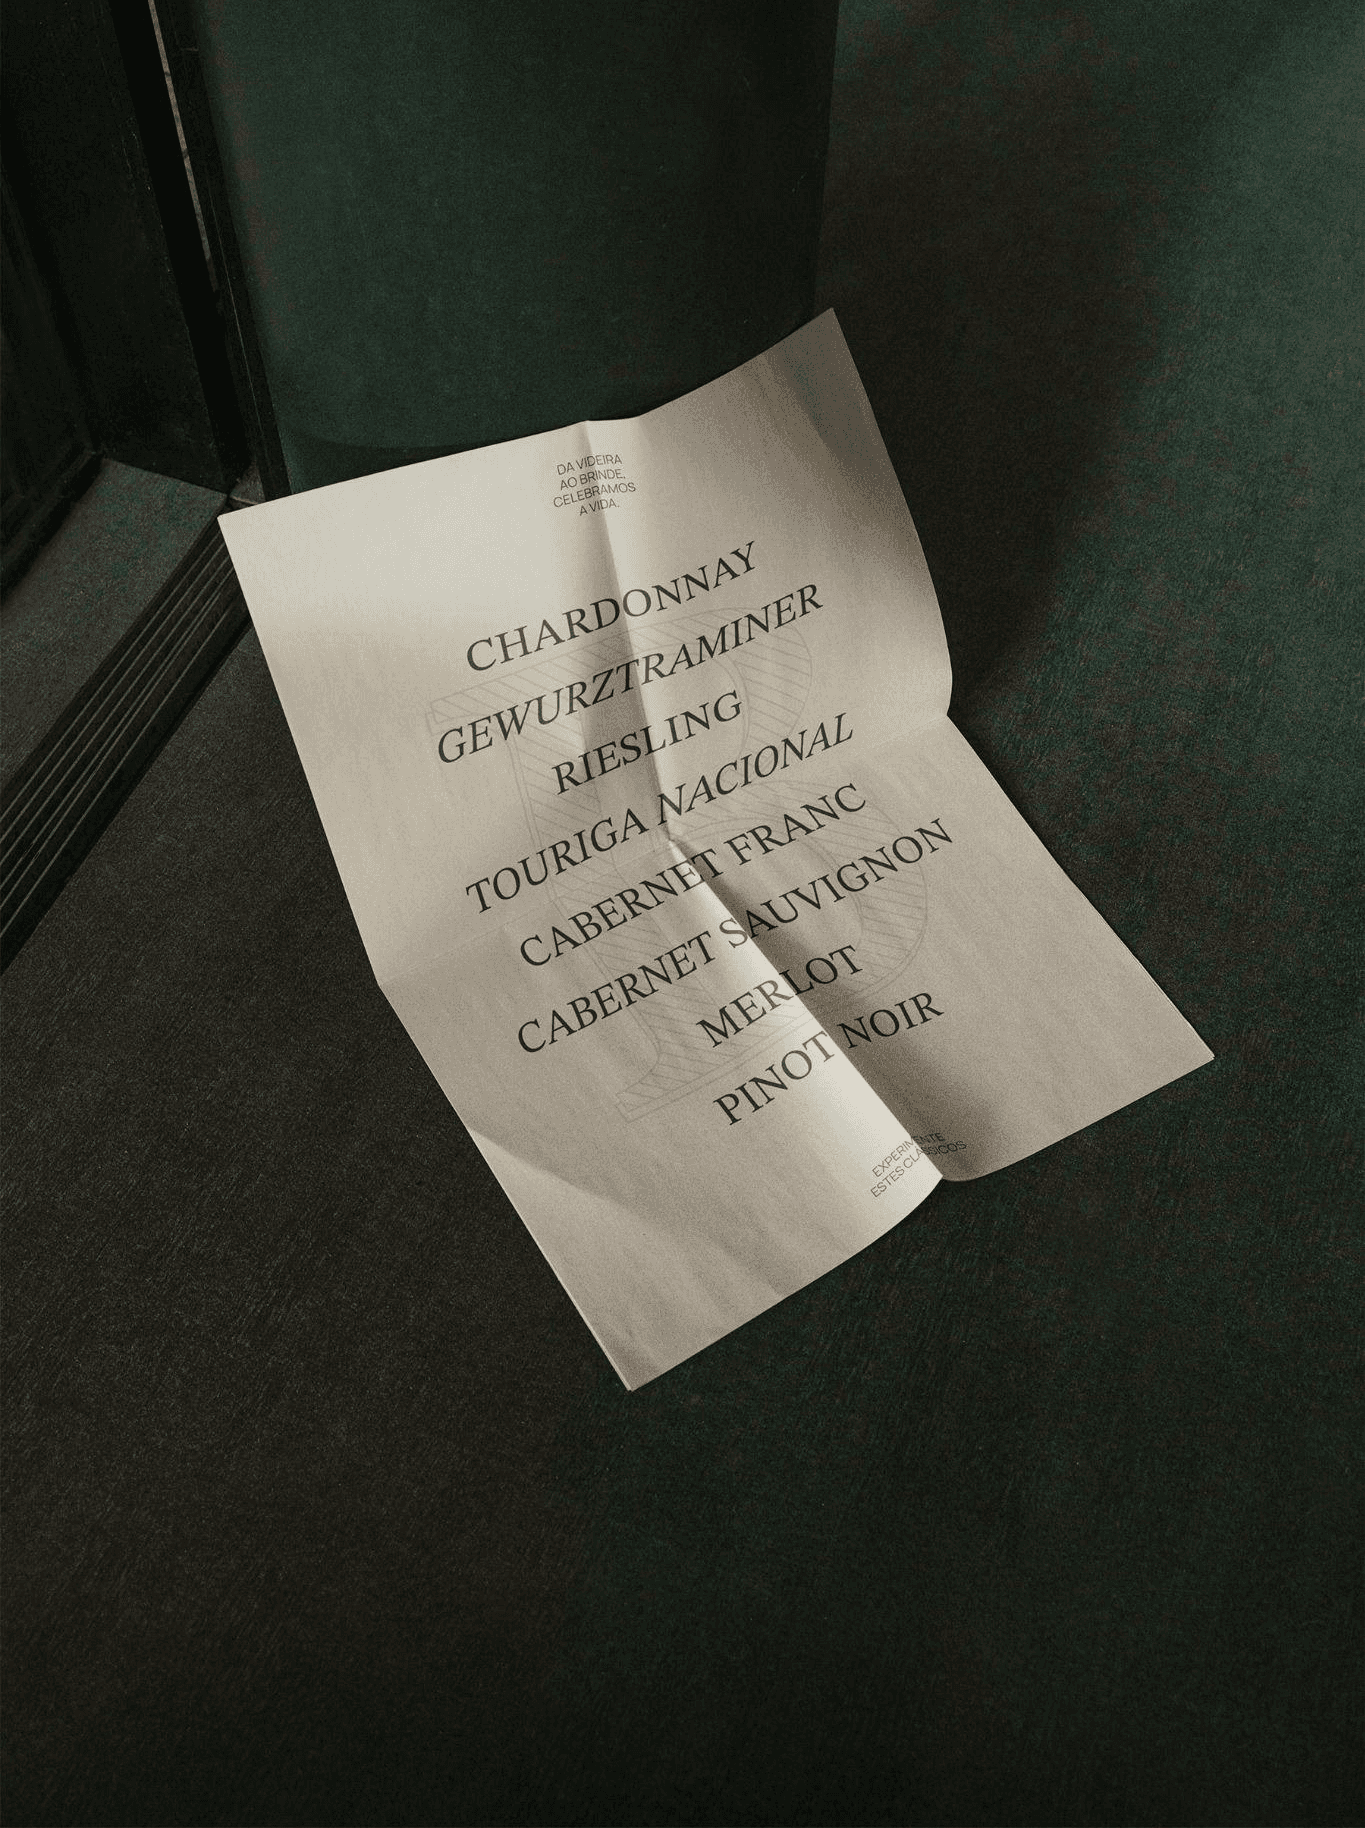 DA VIDEIRA
AO BRINDE,
CELEBRAMOS
A VIDA.
CHARDONNAY
GEWURZTRAMINER
RIESLING
TOURIGA NACIONAL
CABERNET FRANC
CABERNET SAUVIGNON
MERLOT
PINOT NOIR
EXPERIMENTE
ESTES CLÁSSICOS